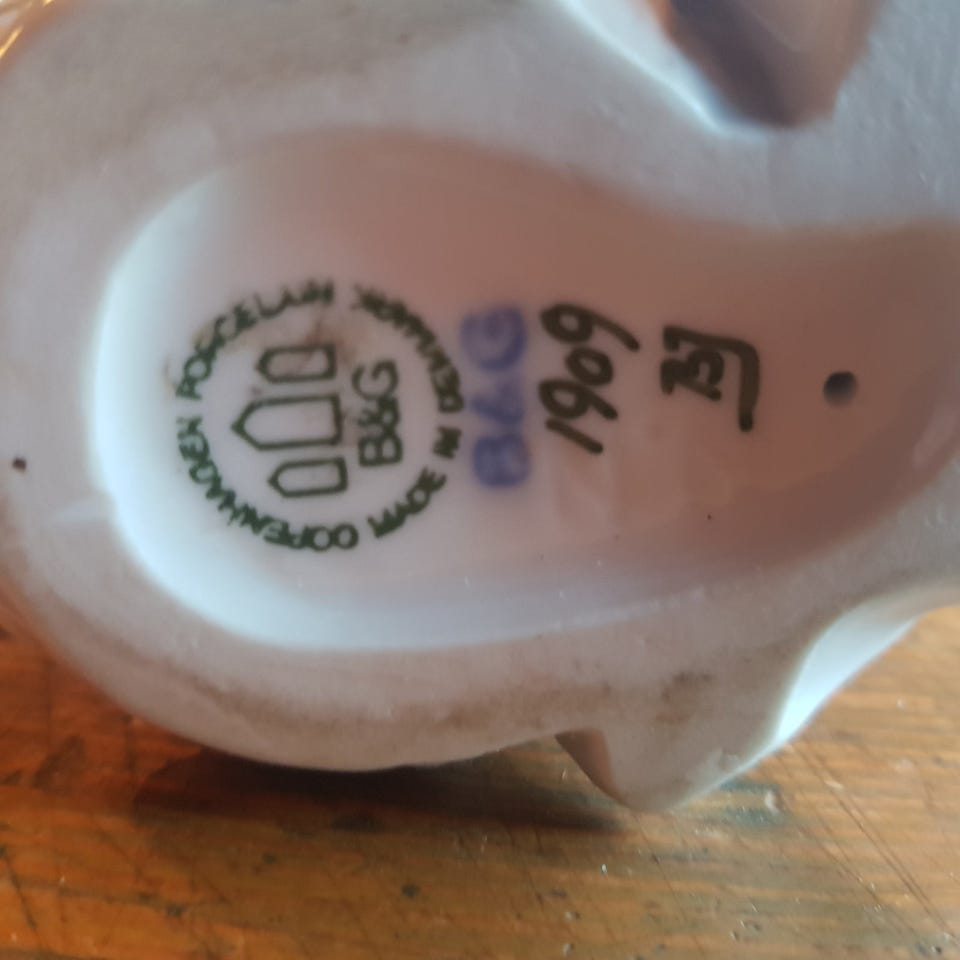 COPENHAGEN PORCELAIN
B&G
MADE IN DENMARK
B&G
1909